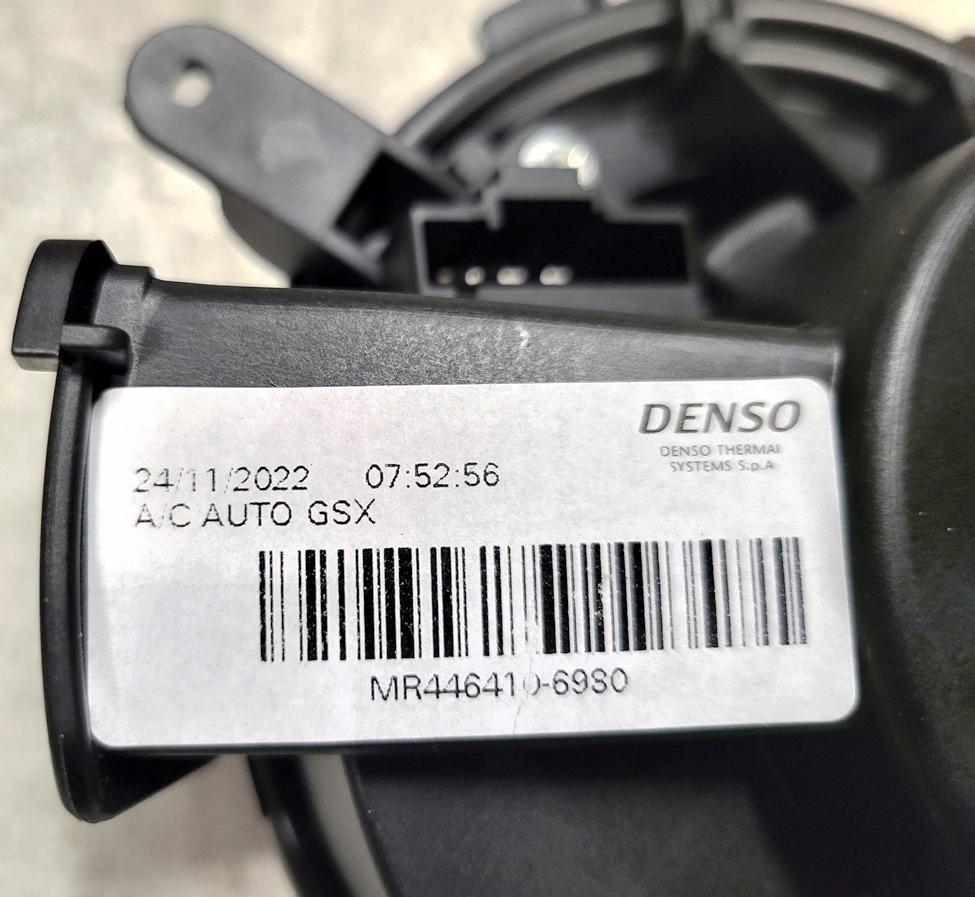 DENSO
DENSO THERMAL
SYSTEMS S.p.A
24/11/2022 07:52:56
A/C AUTO GSX
MR446410-6980